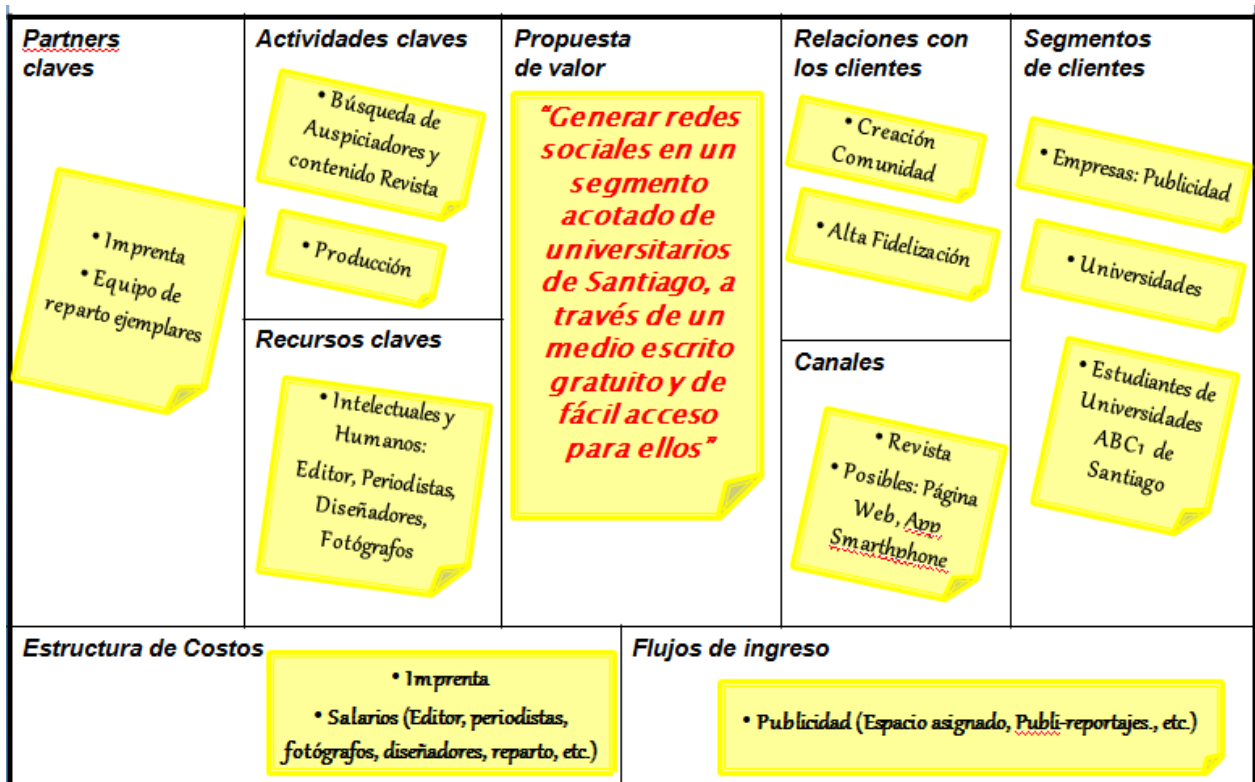 Partners
claves
• Imprenta
• Equipo de
reparto ejemplares
Actividades claves
• Búsqueda de
Auspiciadores y
contenido Revista
• Producción
Recursos claves
• Intelectuales y
Humanos:
Editor, Periodistas,
Diseñadores,
Fotógrafos
Propuesta
de valor
"Generar redes
sociales en un
segmento
acotado de
universitarios
de Santiago, a
través de un
medio escrito
gratuito y de
fácil acceso
para ellos"
Relaciones con
los clientes
• Creación
Comunidad
• Alta Fidelización
Canales
• Revista
• Posibles: Página
Web, App
Smarthphone
Segmentos
de clientes
• Empresas: Publicidad
• Universidades
• Estudiantes de
Universidades
ABC1 de
Santiago
Estructura de Costos
• Imprenta
• Salarios (Editor, periodistas,
fotógrafos, diseñadores, reparto, etc.)
Flujos de ingreso
• Publicidad (Espacio asignado, Publi-reportajes., etc.)